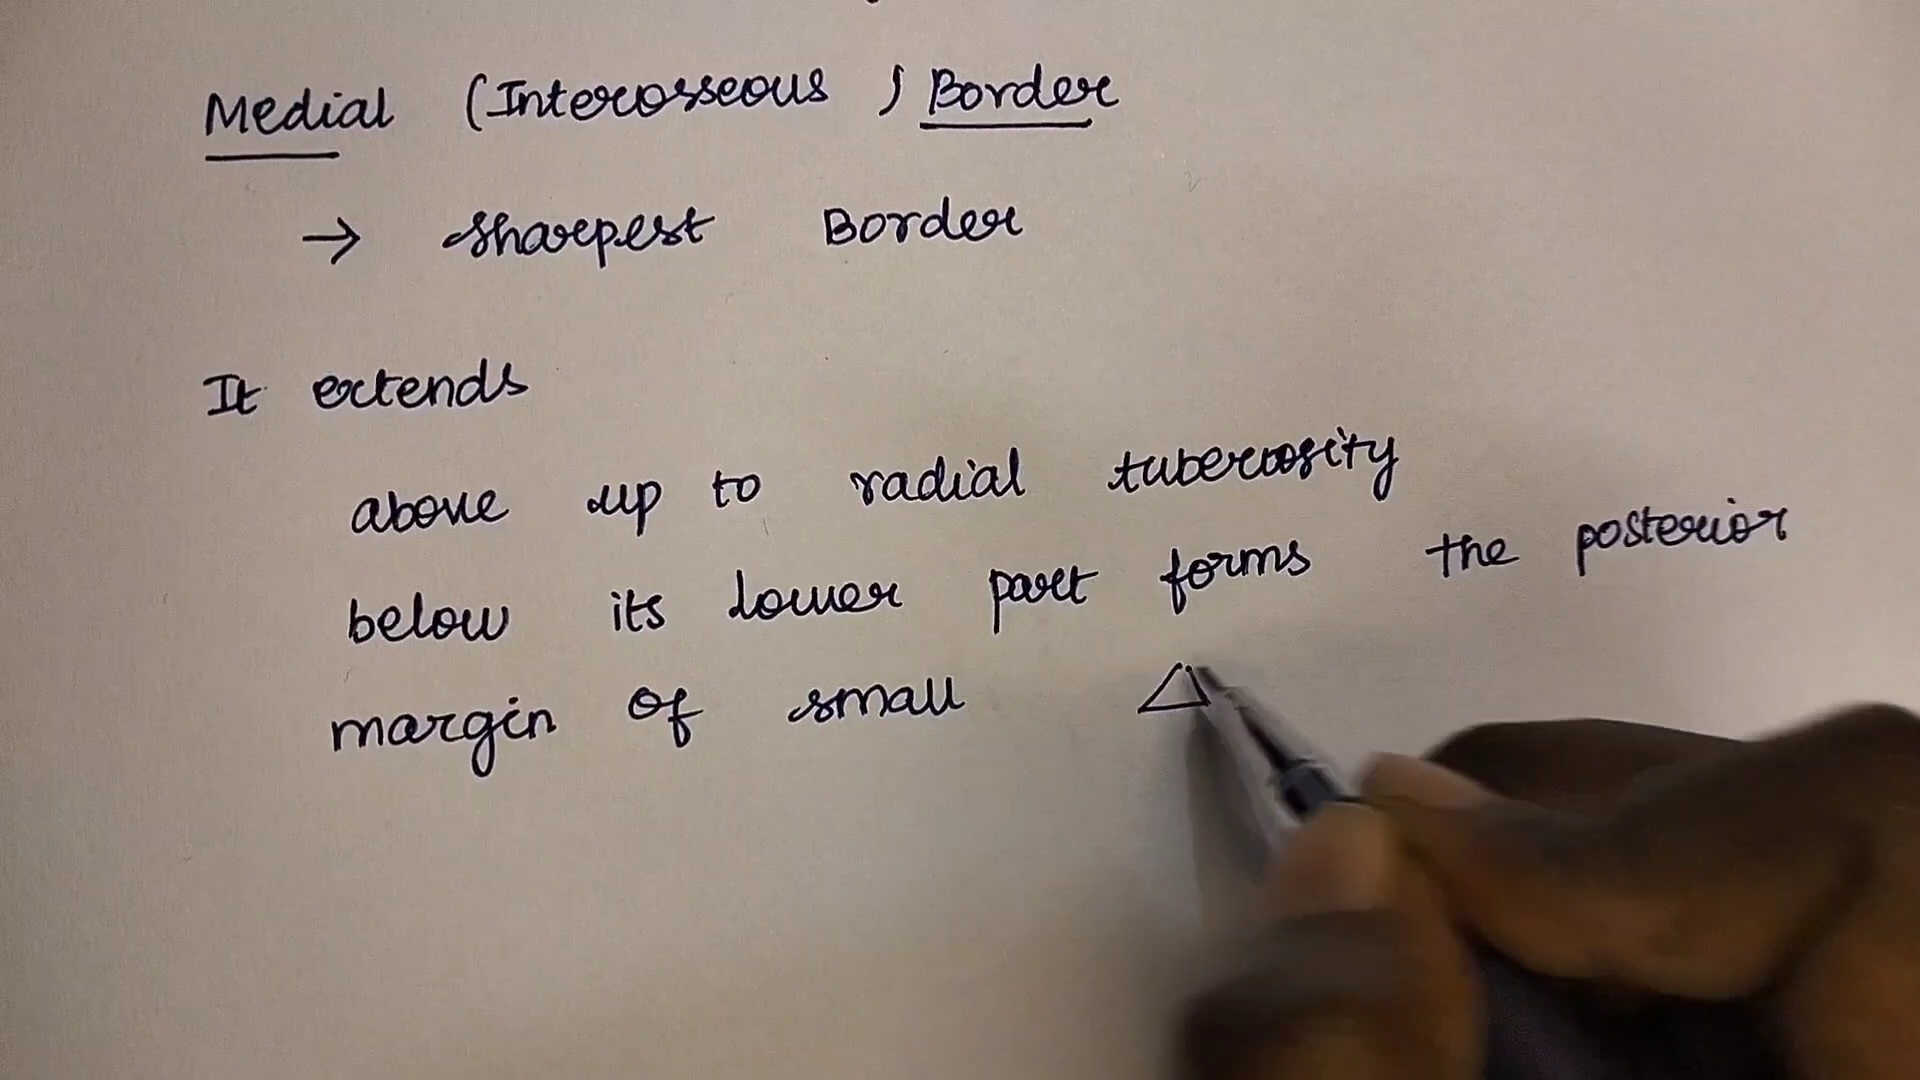 Medial (Interosseous) Border
→ sharpest Border
It extends
above up to radial tuberosity
below its lower part forms the posterior
margin of small Δ